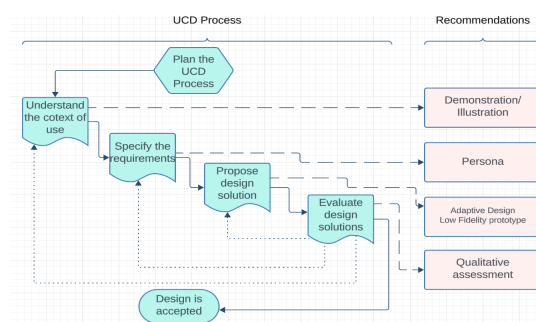 UCD Process
Recommendations
Plan the
UCD
Process
Understand
the cotext of
use
Demonstration/
Illustration
Specify the
requirements
Persona
Propose
design
solution
Adaptive Design
Low Fidelity prototype
Evaluate
design
solutions
Qualitative
assessment
Design is
accepted